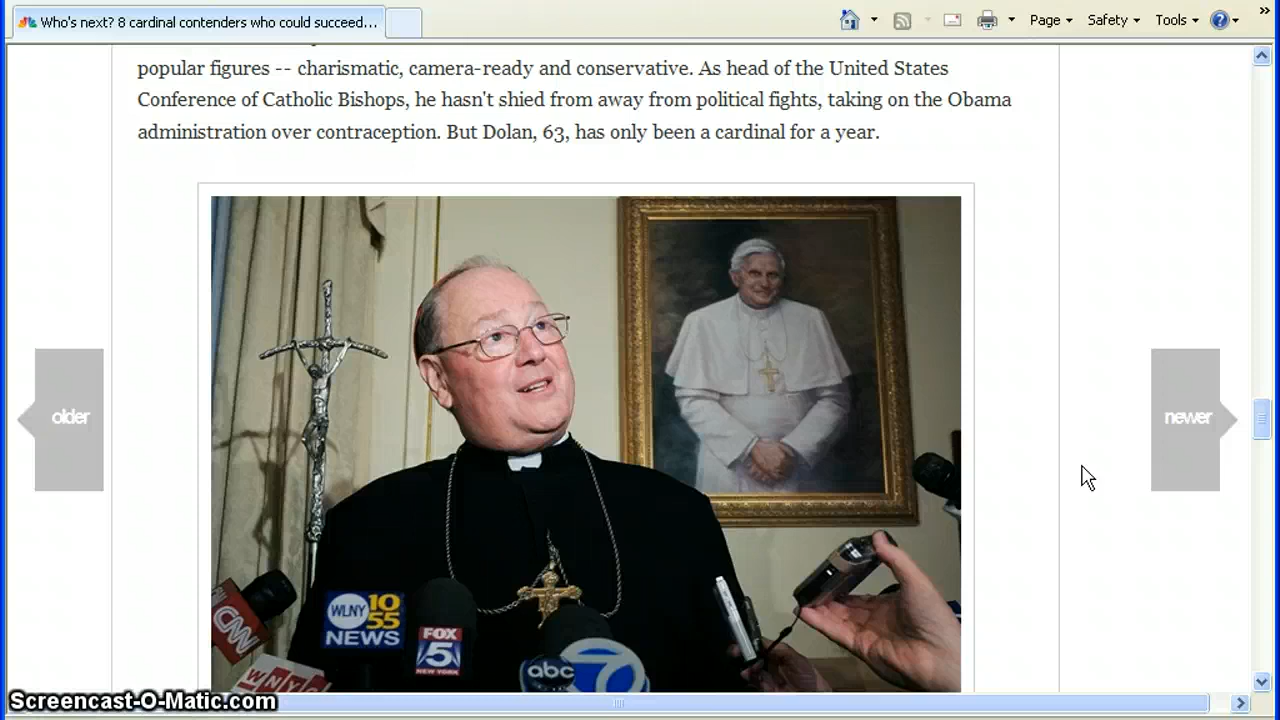 Who's next? 8 cardinal contenders who could succeed...
Page
Safety
Tools
popular figures -- charismatic, camera-ready and conservative. As head of the United States
Conference of Catholic Bishops, he hasn't shied from away from political fights, taking on the Obama
administration over contraception. But Dolan, 63, has only been a cardinal for a year.
older
newer
CNN
WLNY 10
55
NEWS
FOX
5
NEW YORK
WNYC
abc 7
Screencast-O-Matic.com